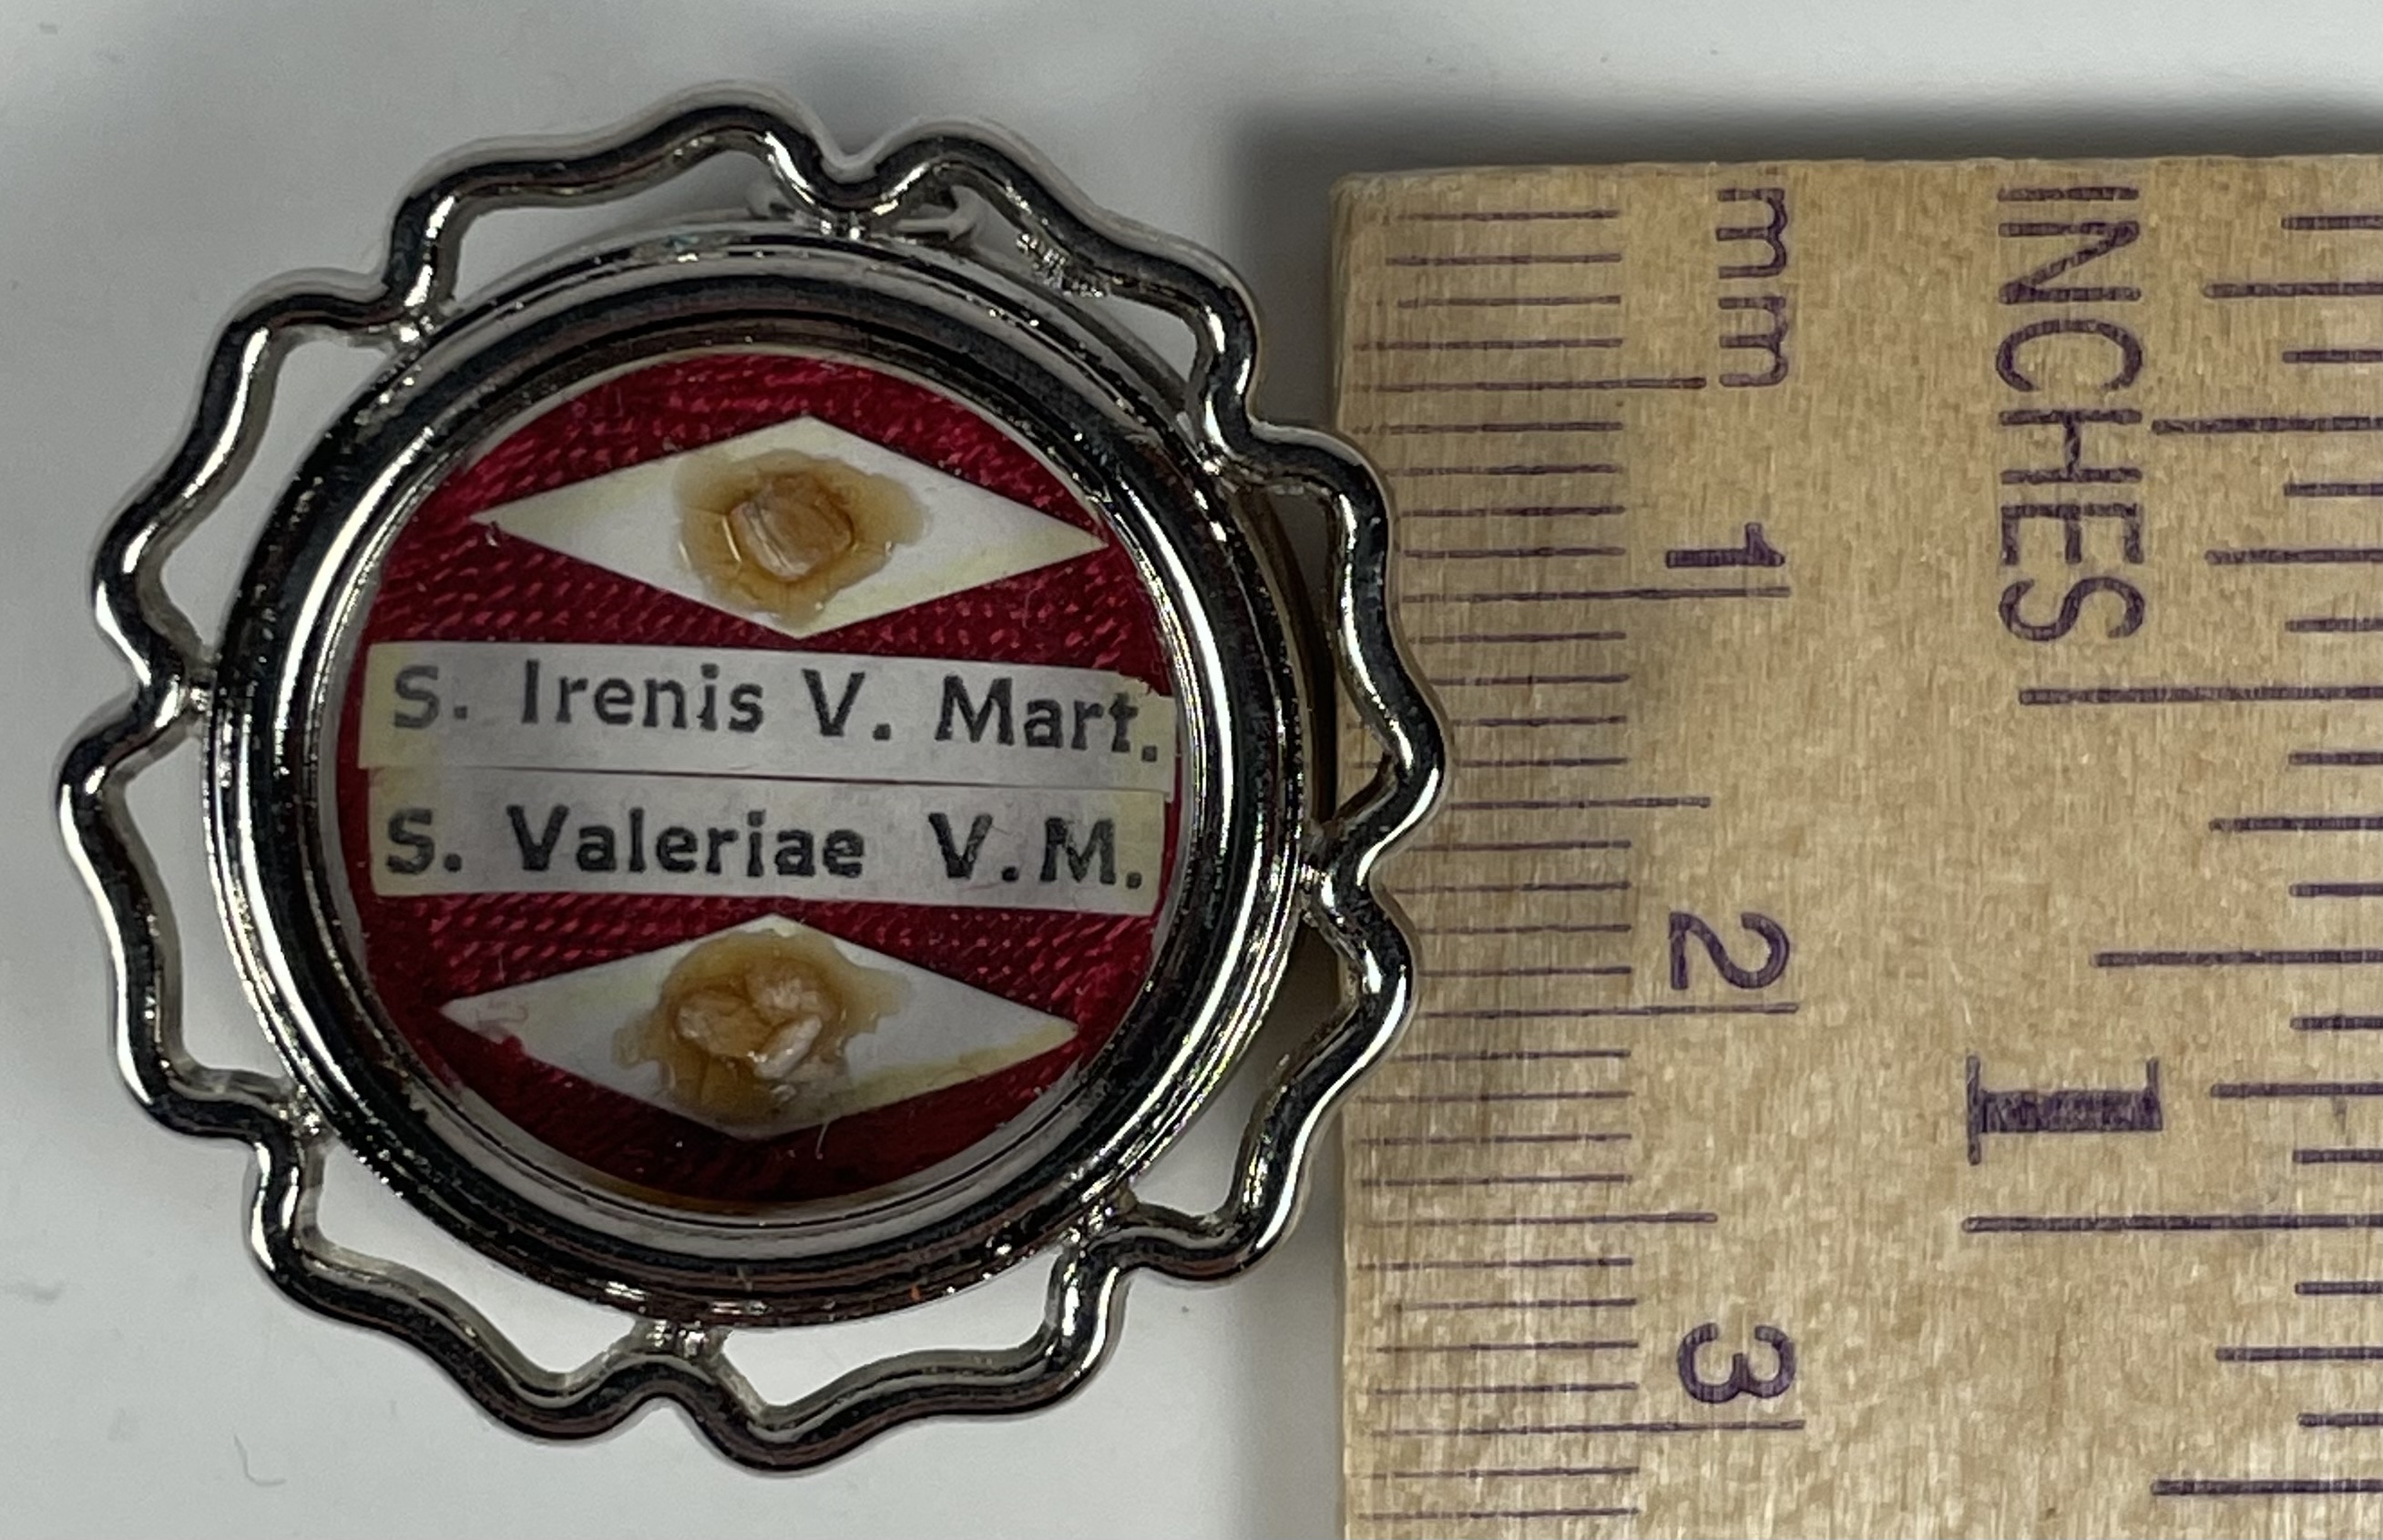 S. Irenis V. Mart.
S. Valeriae V.M.
mm
1
2
3
INCHES
1